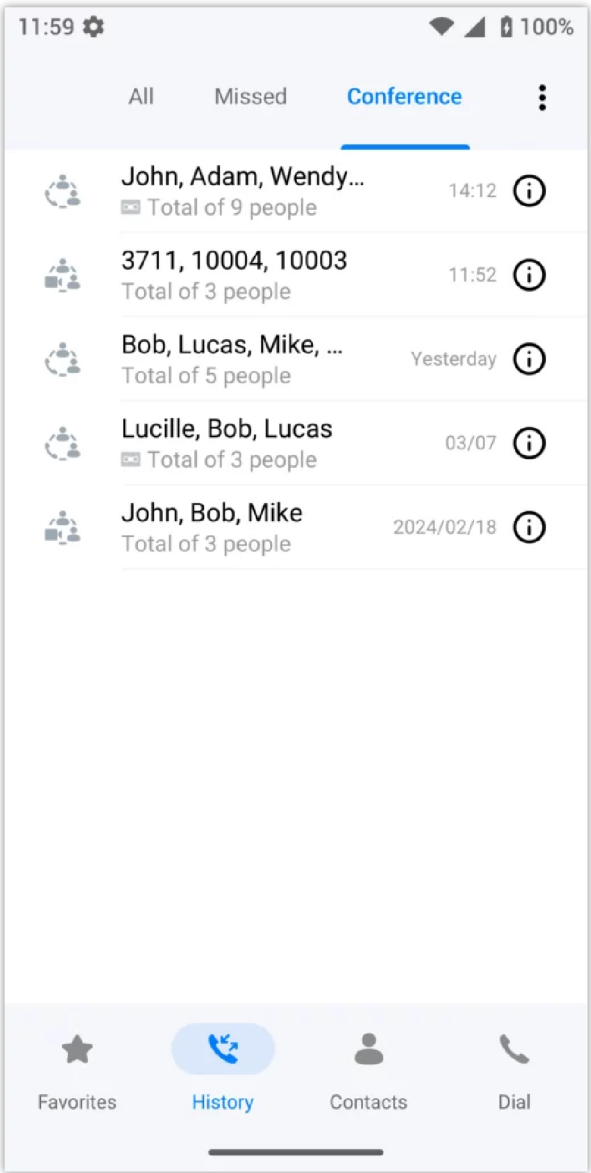 11:59 100%
All Missed Conference
John, Adam, Wendy...
Total of 9 people
14:12
3711, 10004, 10003
Total of 3 people
11:52
Bob, Lucas, Mike, ...
Total of 5 people
Yesterday
Lucille, Bob, Lucas
Total of 3 people
03/07
John, Bob, Mike
Total of 3 people
2024/02/18
Favorites History Contacts Dial